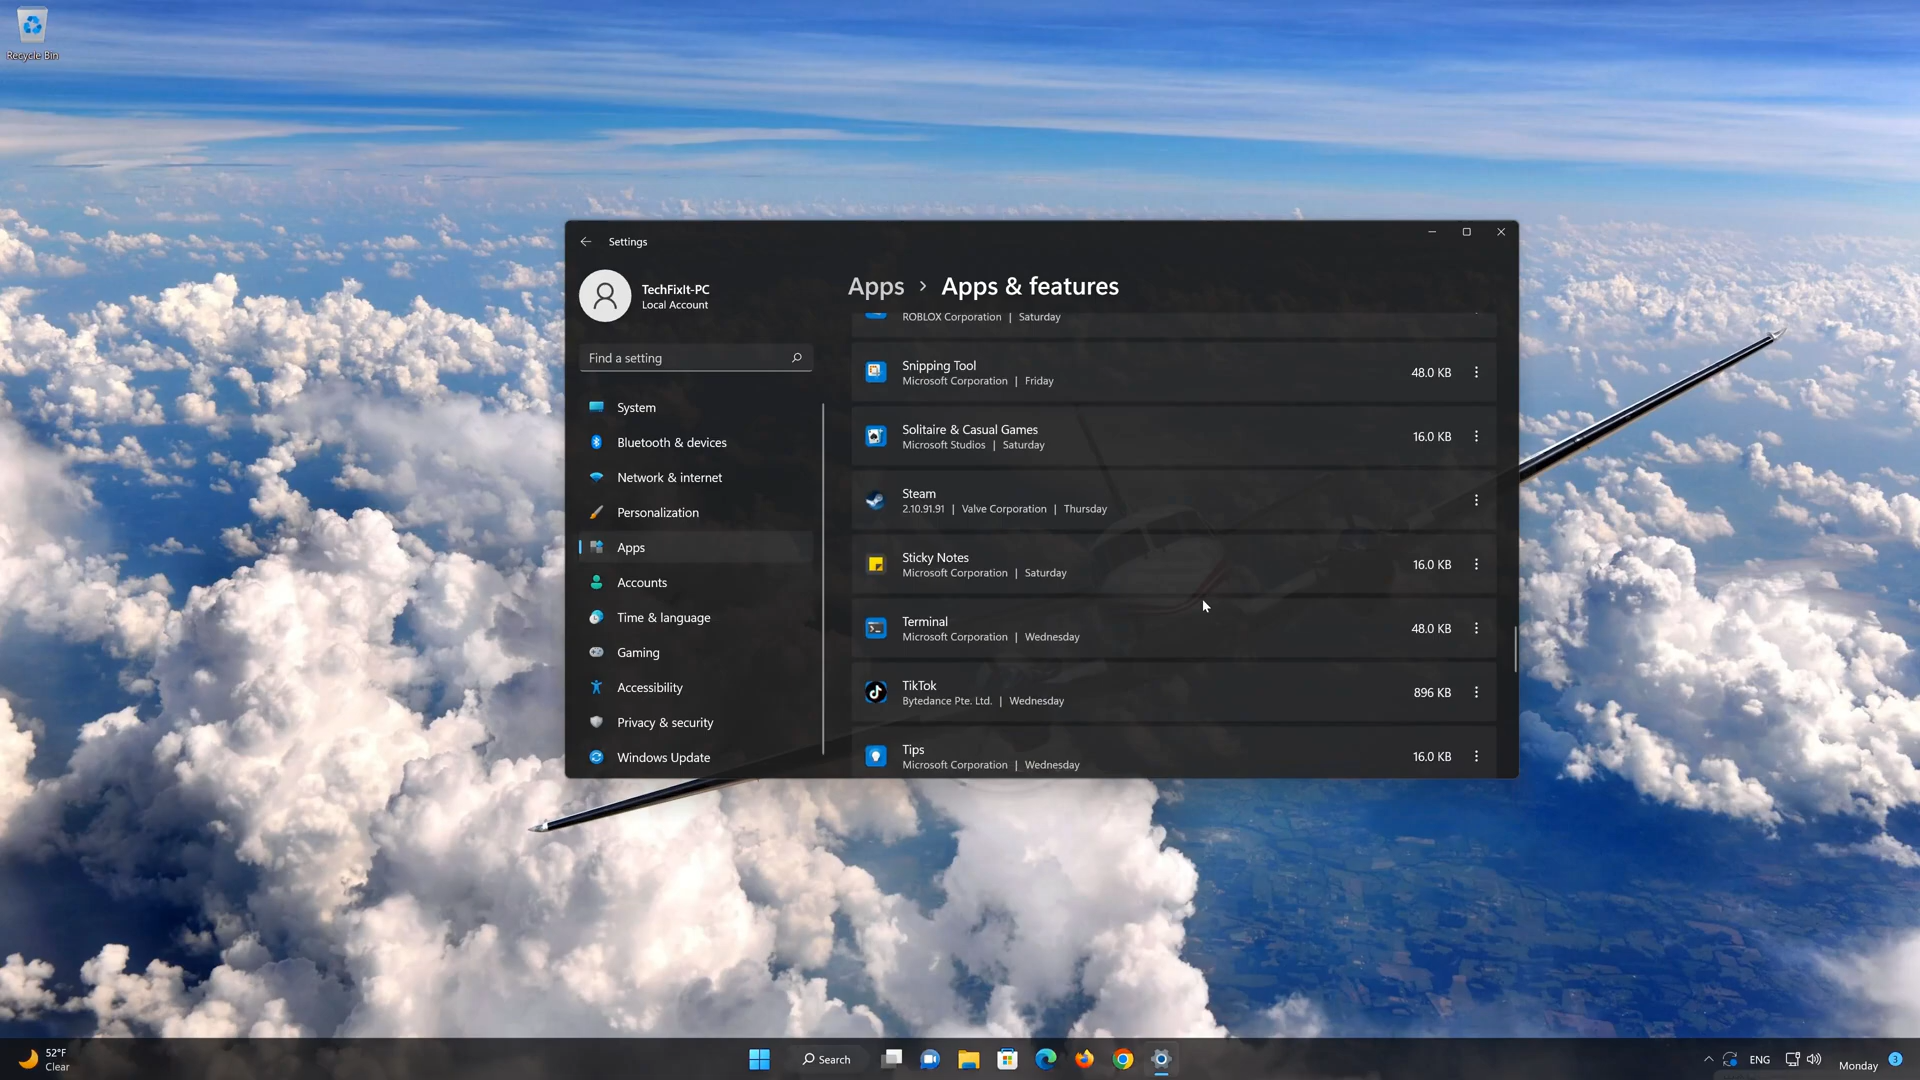 Recycle Bin
Settings
TechFixIt-PC
Local Account
Find a setting
System
Bluetooth & devices
Network & internet
Personalization
Apps
Accounts
Time & language
Gaming
Accessibility
Privacy & security
Windows Update
Apps › Apps & features
ROBLOX Corporation | Saturday
Snipping Tool
Microsoft Corporation | Friday
48.0 KB
Solitaire & Casual Games
Microsoft Studios | Saturday
16.0 KB
Steam
2.10.91.91 | Valve Corporation | Thursday
Sticky Notes
Microsoft Corporation | Saturday
16.0 KB
Terminal
Microsoft Corporation | Wednesday
48.0 KB
TikTok
Bytedance Pte. Ltd. | Wednesday
896 KB
Tips
Microsoft Corporation | Wednesday
16.0 KB
52°F
Clear
Search
ENG
Monday
3